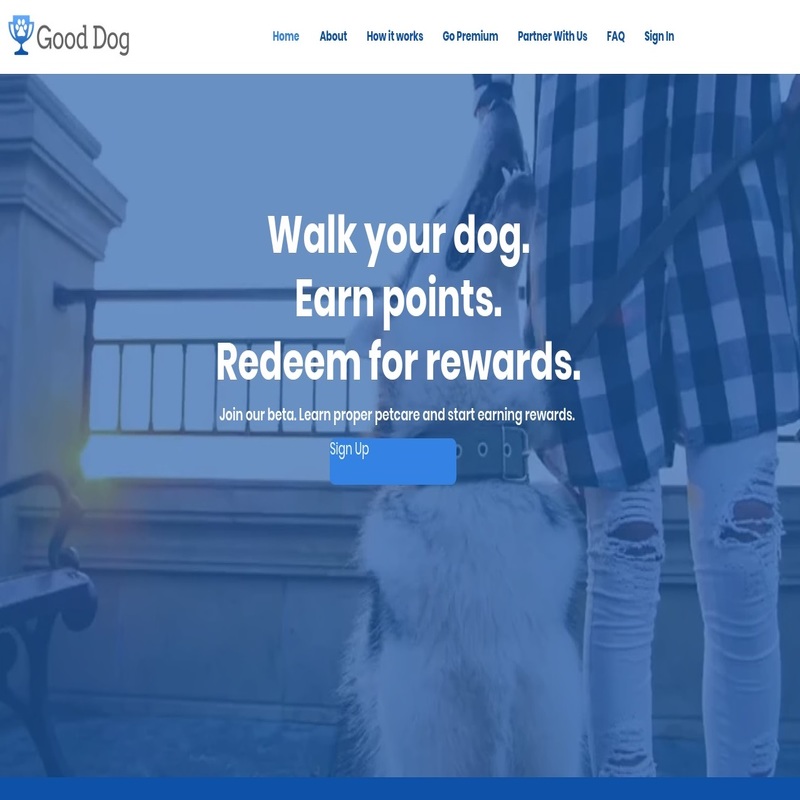 Good Dog
Home About How it works Go Premium Partner With Us FAQ Sign In
Walk your dog.
Earn points.
Redeem for rewards.
Join our beta. Learn proper petcare and start earning rewards.
Sign Up